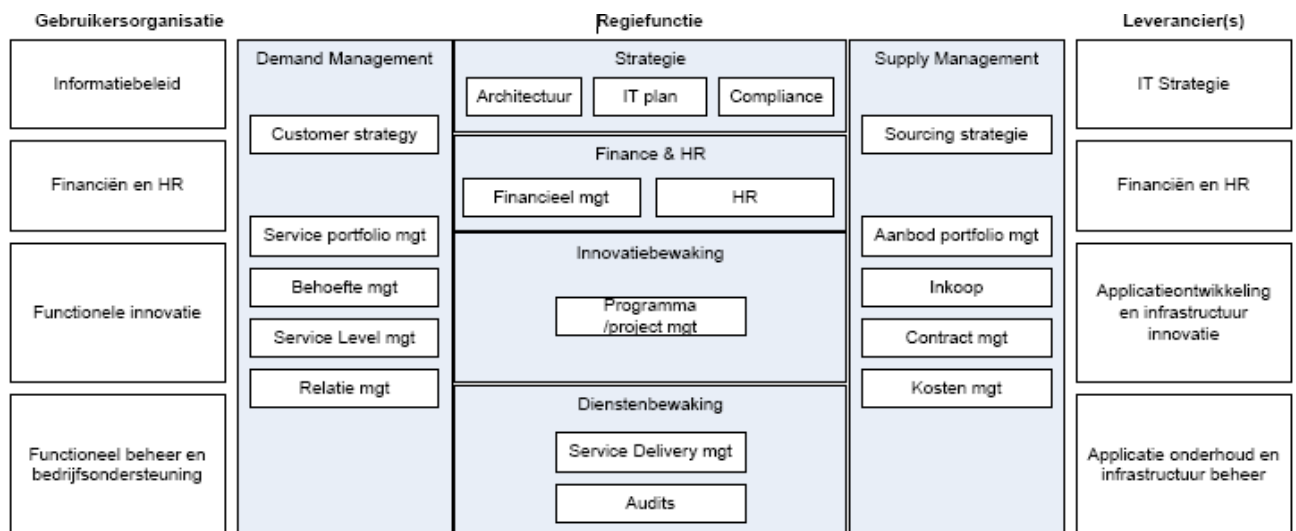 Gebruikersorganisatie
Regiefunctie
Leverancier(s)
Informatiebeleid
Financiën en HR
Functionele innovatie
Functioneel beheer en
bedrijfsondersteuning
Demand Management
Customer strategy
Service portfolio mgt
Behoefte mgt
Service Level mgt
Relatie mgt
Strategie
Architectuur
IT plan
Compliance
Finance & HR
Financieel mgt
HR
Innovatiebewaking
Programma
/project mgt
Dienstenbewaking
Service Delivery mgt
Audits
Supply Management
Sourcing strategie
Aanbod portfolio mgt
Inkoop
Contract mgt
Kosten mgt
IT Strategie
Financiën en HR
Applicatieontwikkeling
en infrastructuur
innovatie
Applicatie onderhoud en
infrastructuur beheer